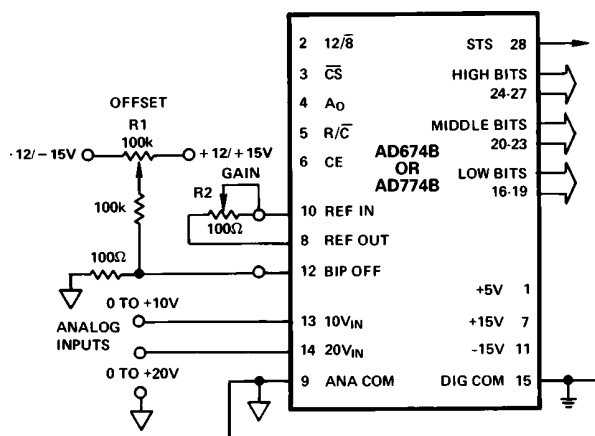 OFFSET
R1
100k
-12/–15V
+12/+15V
100k
GAIN
R2
100Ω
100Ω
0 TO +10V
ANALOG
INPUTS
0 TO +20V
2 12/8̅
3 C̅S̅
4 AO
5 R/C̅
6 CE
10 REF IN
8 REF OUT
12 BIP OFF
13 10VIN
14 20VIN
9 ANA COM
AD674B
OR
AD774B
STS 28
HIGH BITS
24-27
MIDDLE BITS
20-23
LOW BITS
16-19
+5V 1
+15V 7
–15V 11
DIG COM 15